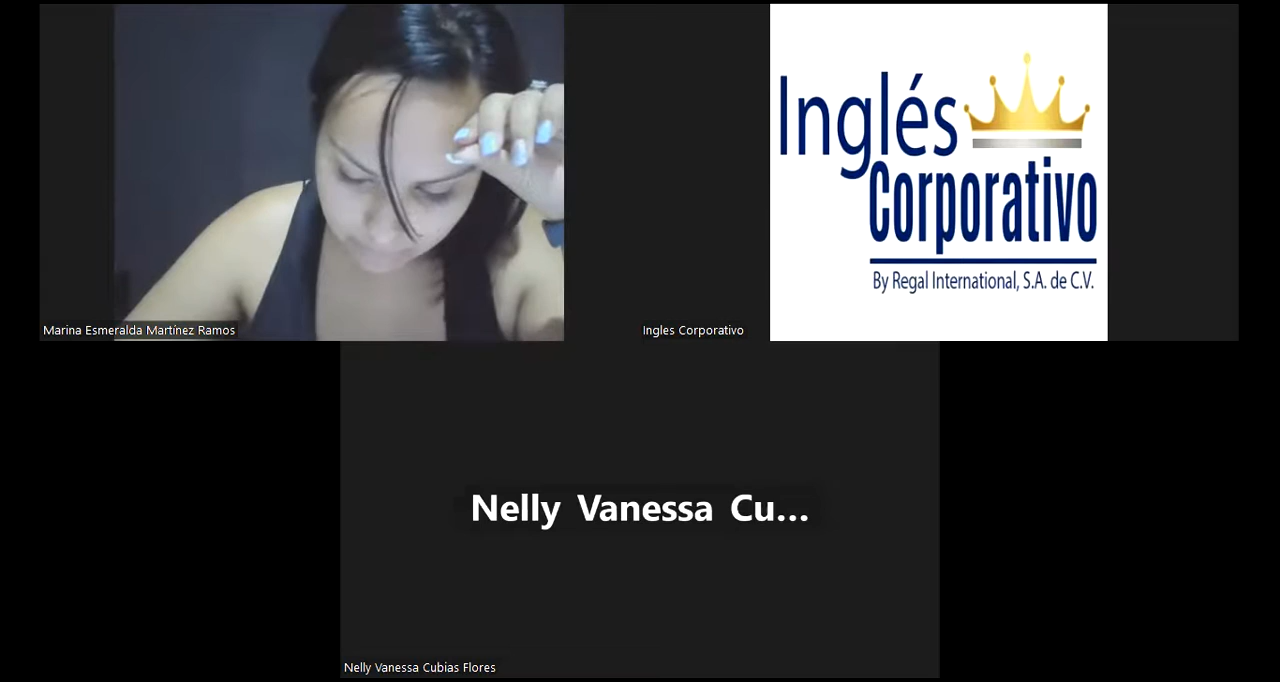 Marina Esmeralda Martínez Ramos
Inglés
Corporativo
By Regal International, S.A. de C.V.
Ingles Corporativo
Nelly Vanessa Cu...
Nelly Vanessa Cubias Flores